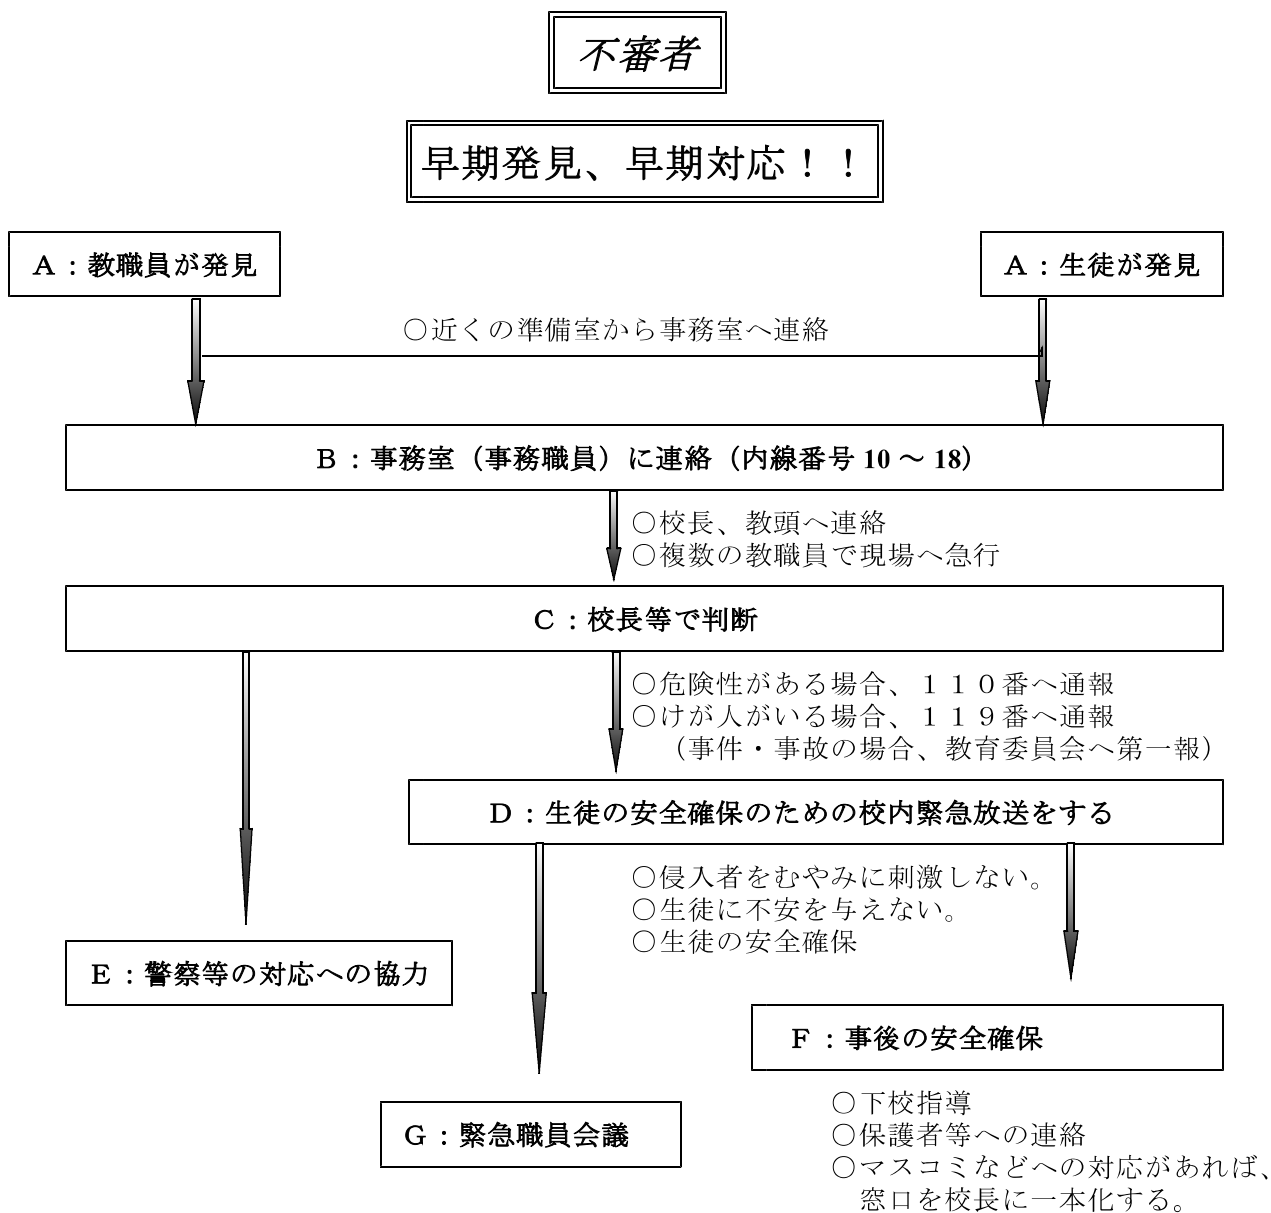 不審者
早期発見、早期対応！！
Ａ：教職員が発見
Ａ：生徒が発見
○近くの準備室から事務室へ連絡
Ｂ：事務室（事務職員）に連絡（内線番号10～18）
○校長、教頭へ連絡
○複数の教職員で現場へ急行
Ｃ：校長等で判断
○危険性がある場合、１１０番へ通報
○けが人がいる場合、１１９番へ通報
（事件・事故の場合、教育委員会へ第一報）
Ｄ：生徒の安全確保のための校内緊急放送をする
○侵入者をむやみに刺激しない。
○生徒に不安を与えない。
○生徒の安全確保
Ｅ：警察等の対応への協力
Ｆ：事後の安全確保
Ｇ：緊急職員会議
○下校指導
○保護者等への連絡
○マスコミなどへの対応があれば、
窓口を校長に一本化する。